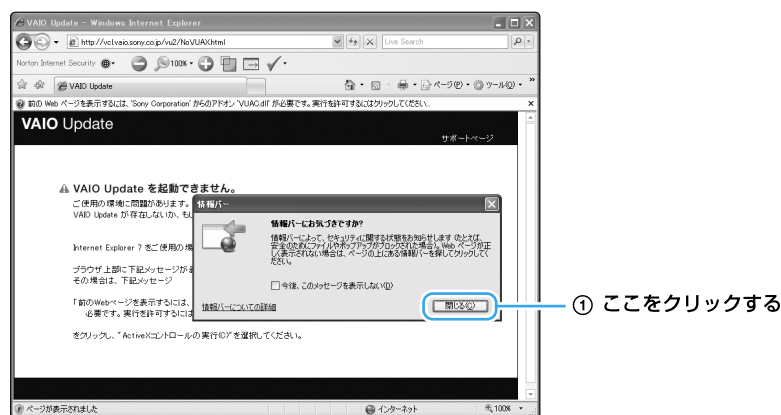 VAIO Update - Windows Internet Explorer
http://vcl.vaio.sony.co.jp/vu2/NoVUAX.html
Live Search
Norton Internet Security
100%
VAIO Update
ページ(P)
ツール(O)
前の Web ページを表示するには、'Sony Corporation' からのアドオン 'VUAC.dll' が必要です。実行を許可するにはクリックしてください...
VAIO Update
サポートページ
VAIO Update を起動できません。
ご使用の環境に問題があります。
VAIO Update が存在しないか、もし
Internet Explorer 7 をご使用の場
ブラウザ上部に下記メッセージが
その場合は、下記メッセージ
「前のWebページを表示するには、
必要です。実行を許可するには
をクリックし、"ActiveXコントロールの実行(O)"を選択してください。
情報バー
情報バーにお気づきですか?
情報バーによって、セキュリティに関する状態をお知らせします (たとえば、
安全のためにファイルやポップアップがブロックされた場合)。Web ページが正
しく表示されない場合は、ページの上にある情報バーを探してクリックしてく
ださい。
今後、このメッセージを表示しない(D)
情報バーについての詳細
閉じる(C)
① ここをクリックする
ページが表示されました
インターネット
100%